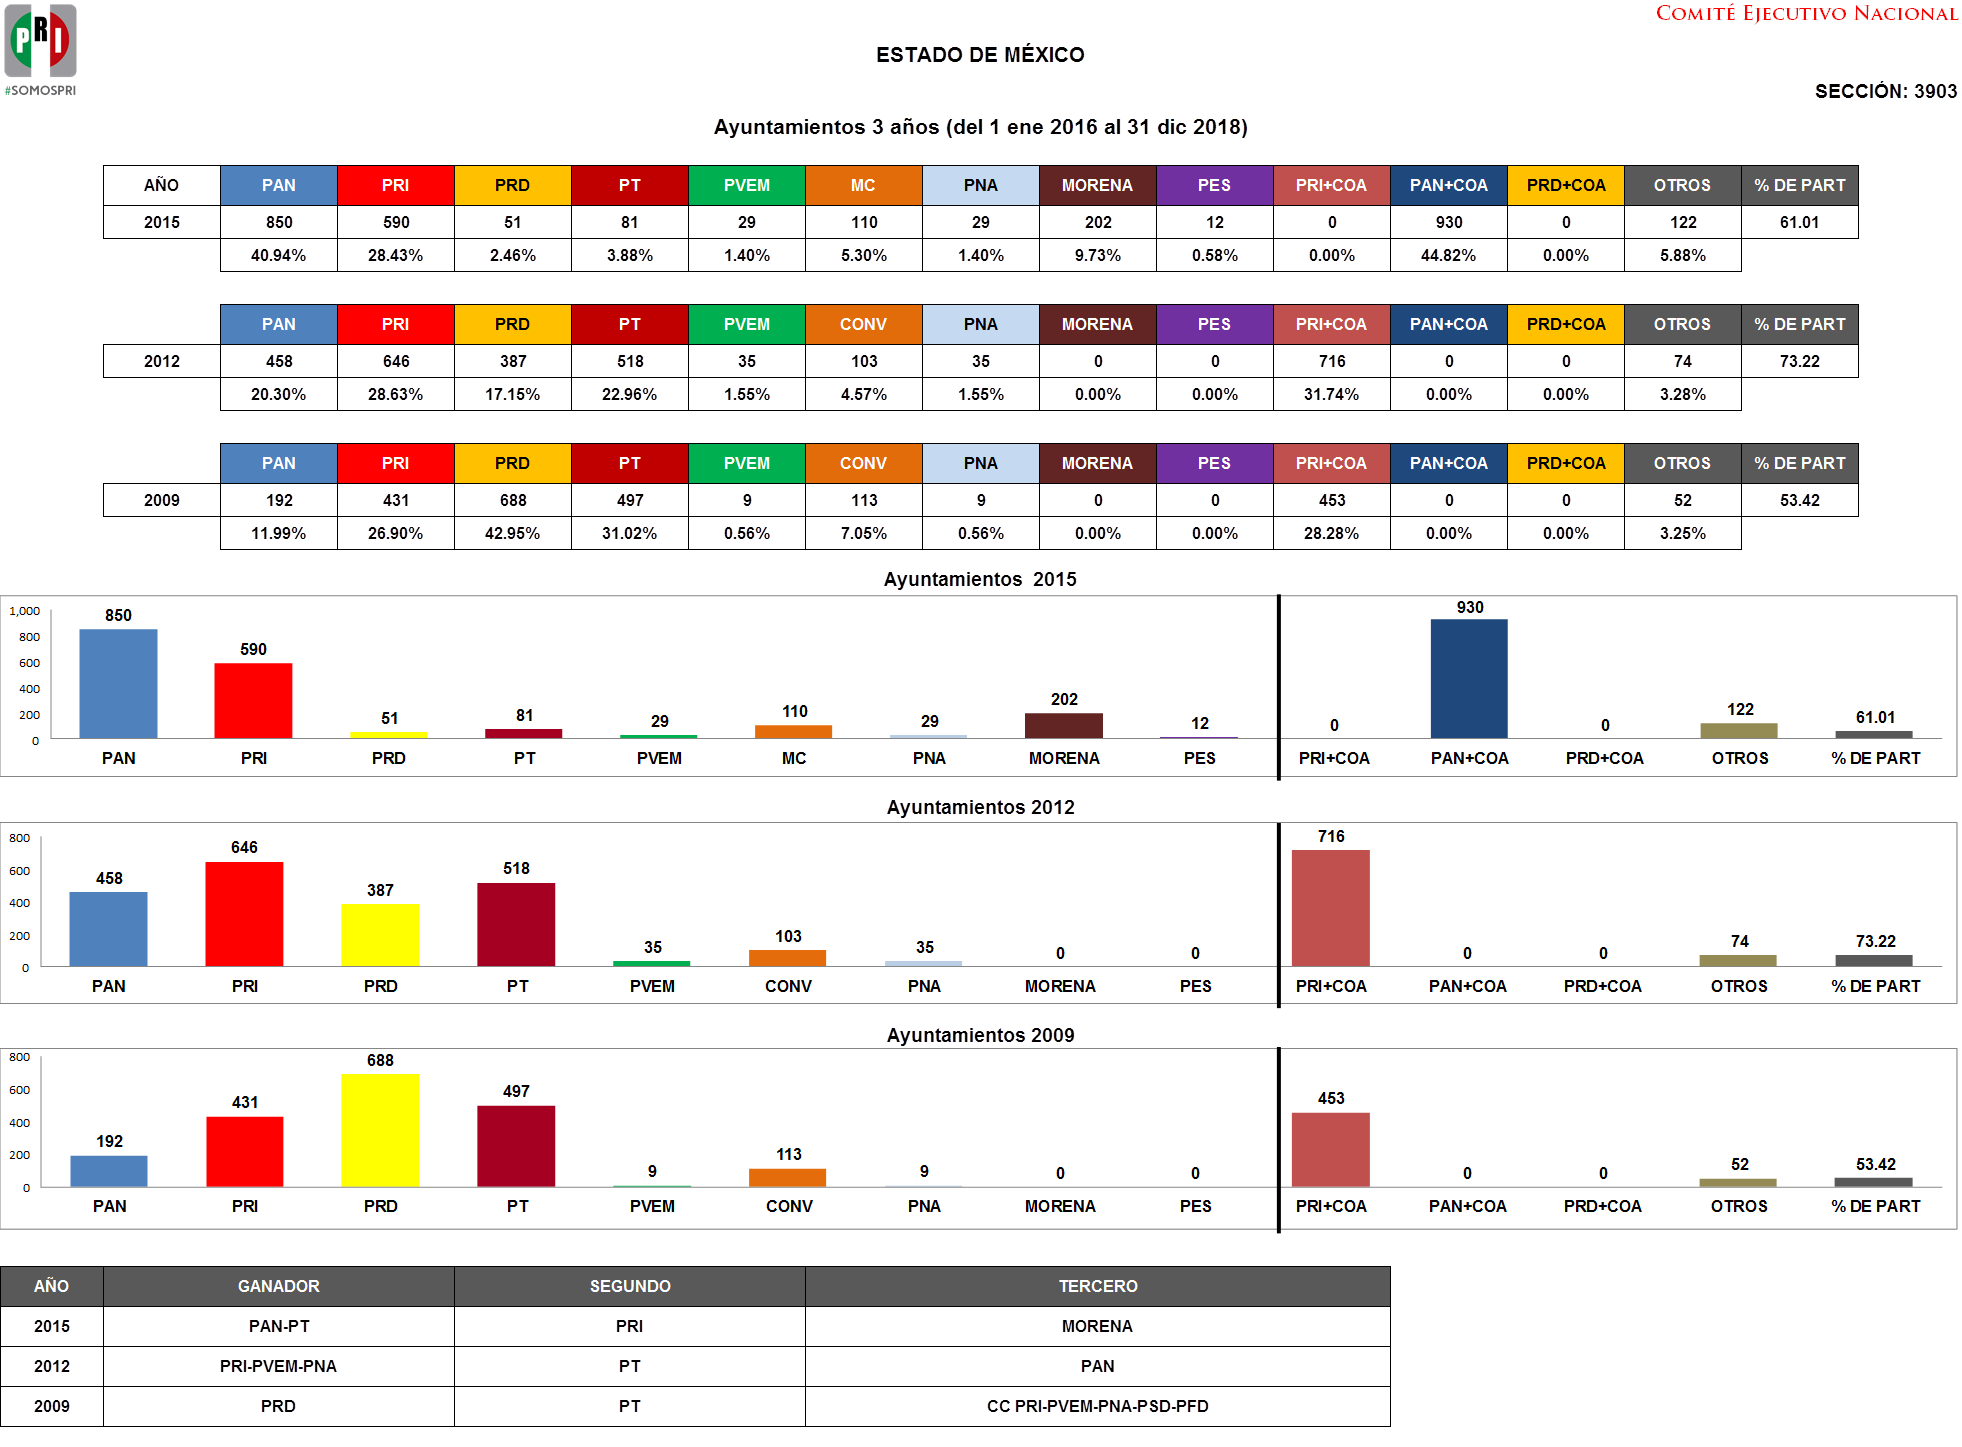 PRI
#SOMOSPRI
COMITÉ EJECUTIVO NACIONAL
ESTADO DE MÉXICO
SECCIÓN: 3903
Ayuntamientos 3 años (del 1 ene 2016 al 31 dic 2018)
AÑO PAN PRI PRD PT PVEM MC PNA MORENA PES PRI+COA PAN+COA PRD+COA OTROS % DE PART
2015 850 590 51 81 29 110 29 202 12 0 930 0 122 61.01
40.94% 28.43% 2.46% 3.88% 1.40% 5.30% 1.40% 9.73% 0.58% 0.00% 44.82% 0.00% 5.88%
PAN PRI PRD PT PVEM CONV PNA MORENA PES PRI+COA PAN+COA PRD+COA OTROS % DE PART
2012 458 646 387 518 35 103 35 0 0 716 0 0 74 73.22
20.30% 28.63% 17.15% 22.96% 1.55% 4.57% 1.55% 0.00% 0.00% 31.74% 0.00% 0.00% 3.28%
PAN PRI PRD PT PVEM CONV PNA MORENA PES PRI+COA PAN+COA PRD+COA OTROS % DE PART
2009 192 431 688 497 9 113 9 0 0 453 0 0 52 53.42
11.99% 26.90% 42.95% 31.02% 0.56% 7.05% 0.56% 0.00% 0.00% 28.28% 0.00% 0.00% 3.25%
Ayuntamientos 2015
1,000
800
600
400
200
0
850 590 51 81 29 110 29 202 12 0 930 0 122 61.01
PAN PRI PRD PT PVEM MC PNA MORENA PES PRI+COA PAN+COA PRD+COA OTROS % DE PART
Ayuntamientos 2012
800
600
400
200
0
458 646 387 518 35 103 35 0 0 716 0 0 74 73.22
PAN PRI PRD PT PVEM CONV PNA MORENA PES PRI+COA PAN+COA PRD+COA OTROS % DE PART
Ayuntamientos 2009
800
600
400
200
0
192 431 688 497 9 113 9 0 0 453 0 0 52 53.42
PAN PRI PRD PT PVEM CONV PNA MORENA PES PRI+COA PAN+COA PRD+COA OTROS % DE PART
AÑO GANADOR SEGUNDO TERCERO
2015 PAN-PT PRI MORENA
2012 PRI-PVEM-PNA PT PAN
2009 PRD PT CC PRI-PVEM-PNA-PSD-PFD